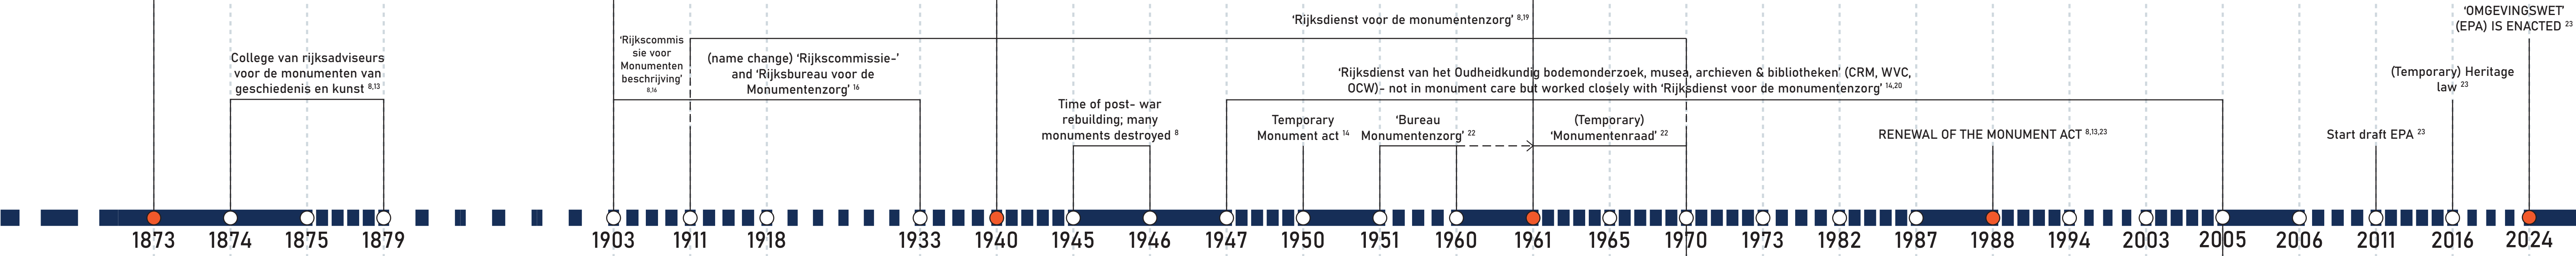 College van rijksadviseurs
voor de monumenten van
geschiedenis en kunst 8,13
'Rijkscommis
sie voor
Monumenten
beschrijving'
8,16
(name change) 'Rijkscommissie-'
and 'Rijksbureau voor de
Monumentenzorg' 16
Time of post- war
rebuilding; many
monuments destroyed 8
'Rijksdienst voor de monumentenzorg' 8,19
'Rijksdienst van het Oudheidkundig bodemonderzoek, musea, archieven & bibliotheken' (CRM, WVC,
OCW)- not in monument care but worked closely with 'Rijksdienst voor de monumentenzorg' 14,20
Temporary
Monument act 14
'Bureau
Monumentenzorg' 22
(Temporary)
'Monumentenraad' 22
RENEWAL OF THE MONUMENT ACT 8,13,23
Start draft EPA 23
(Temporary) Heritage
law 23
'OMGEVINGSWET'
(EPA) IS ENACTED 23
1873 1874 1875 1879 1903 1911 1918 1933 1940 1945 1946 1947 1950 1951 1960 1961 1965 1970 1973 1982 1987 1988 1994 2003 2005 2006 2011 2016 2024